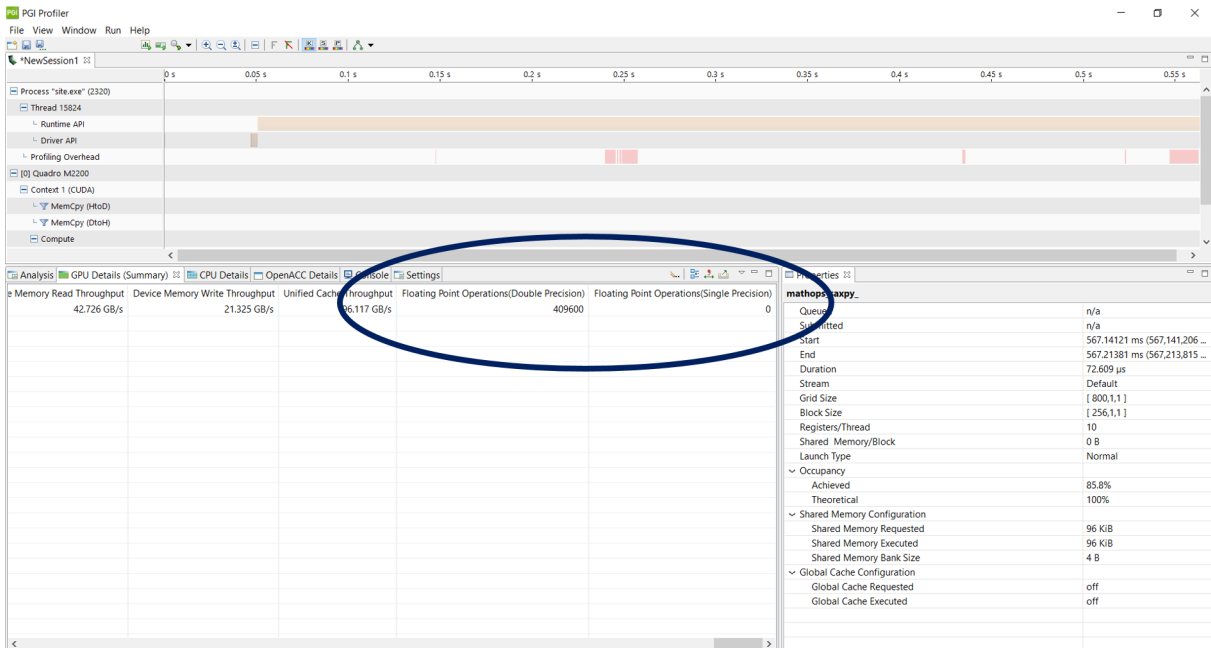 PGI PGI Profiler
File View Window Run Help
*NewSession1
0 s 0.05 s 0.1 s 0.15 s 0.2 s 0.25 s 0.3 s 0.35 s 0.4 s 0.45 s 0.5 s 0.55 s
Process "site.exe" (2320)
Thread 15824
Runtime API
Driver API
Profiling Overhead
[0] Quadro M2200
Context 1 (CUDA)
MemCpy (HtoD)
MemCpy (DtoH)
Compute
Analysis GPU Details (Summary) CPU Details OpenACC Details Console Settings
e Memory Read Throughput Device Memory Write Throughput Unified Cache Throughput Floating Point Operations(Double Precision) Floating Point Operations(Single Precision)
42.726 GB/s 21.325 GB/s 96.117 GB/s 409600 0
Properties
mathops_saxpy_
Queued n/a
Submitted n/a
Start 567.14121 ms (567,141,206 ...
End 567.21381 ms (567,213,815 ...
Duration 72.609 µs
Stream Default
Grid Size [ 800,1,1 ]
Block Size [ 256,1,1 ]
Registers/Thread 10
Shared Memory/Block 0 B
Launch Type Normal
Occupancy
Achieved 85.8%
Theoretical 100%
Shared Memory Configuration
Shared Memory Requested 96 KiB
Shared Memory Executed 96 KiB
Shared Memory Bank Size 4 B
Global Cache Configuration
Global Cache Requested off
Global Cache Executed off